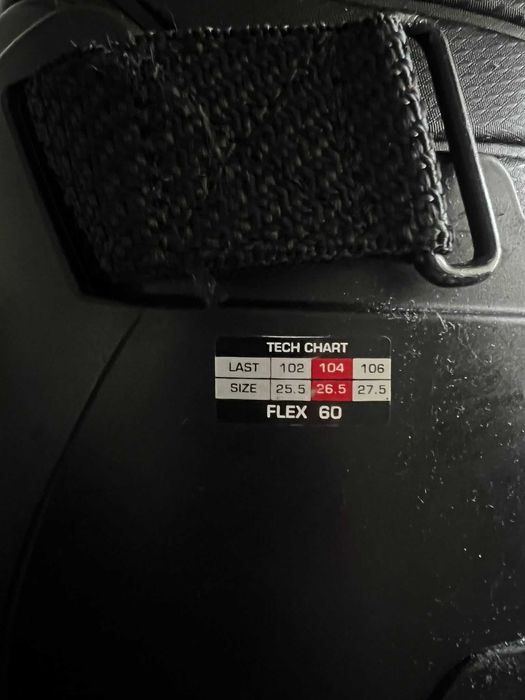 TECH CHART
LAST 102 104 106
SIZE 25.5 26.5 27.5
FLEX 60